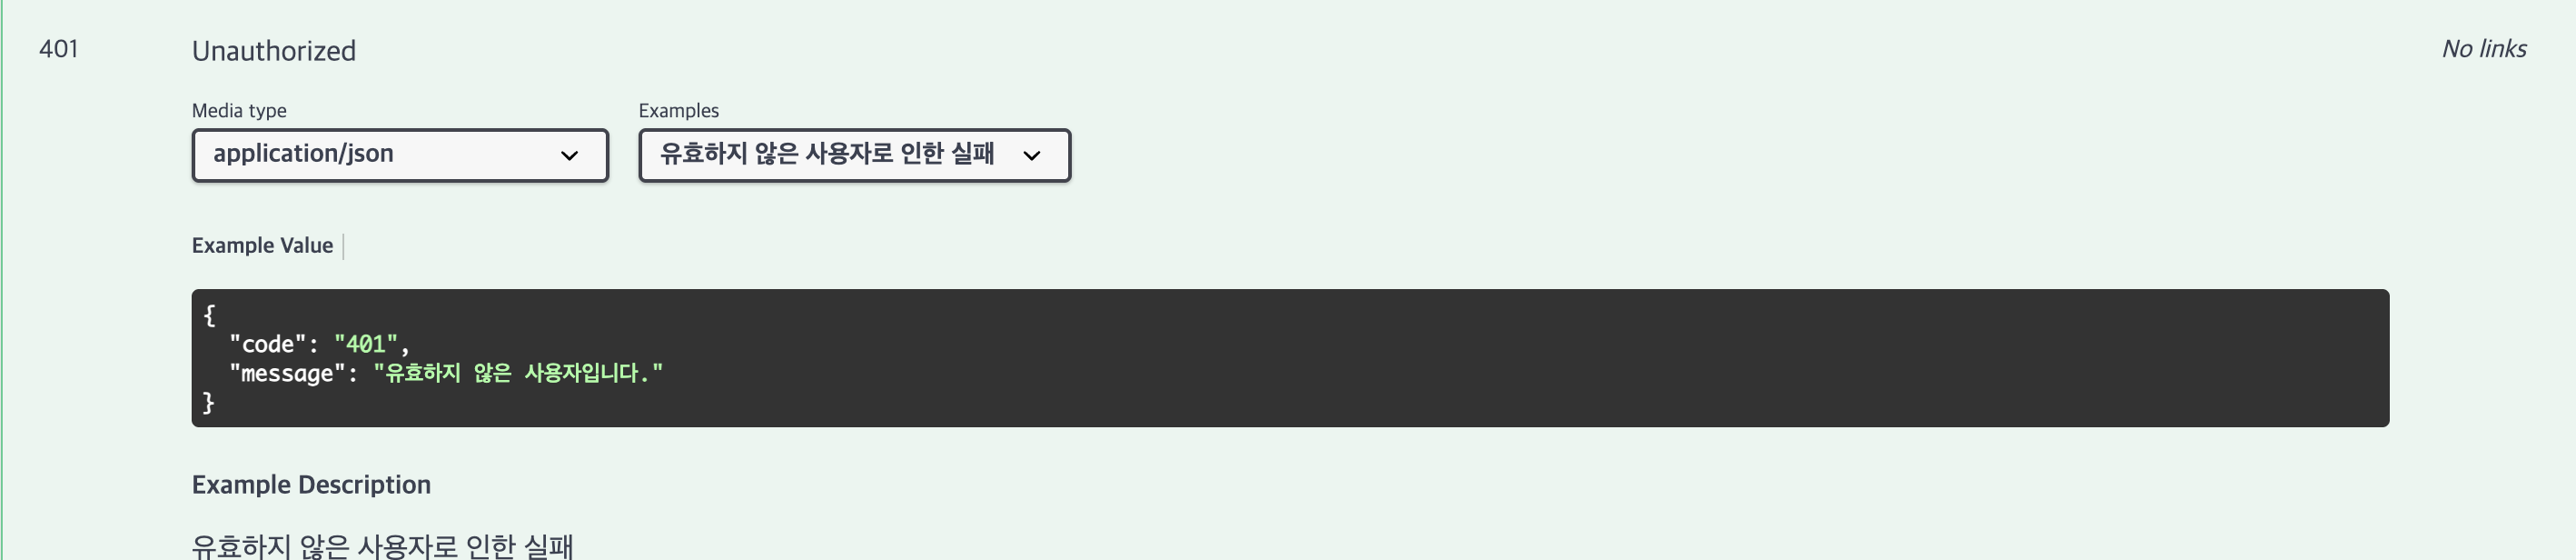 401 Unauthorized No links
Media type Examples
application/json 유효하지 않은 사용자로 인한 실패
Example Value
{
"code": "401",
"message": "유효하지 않은 사용자입니다."
}
Example Description
유효하지 않은 사용자로 인한 실패